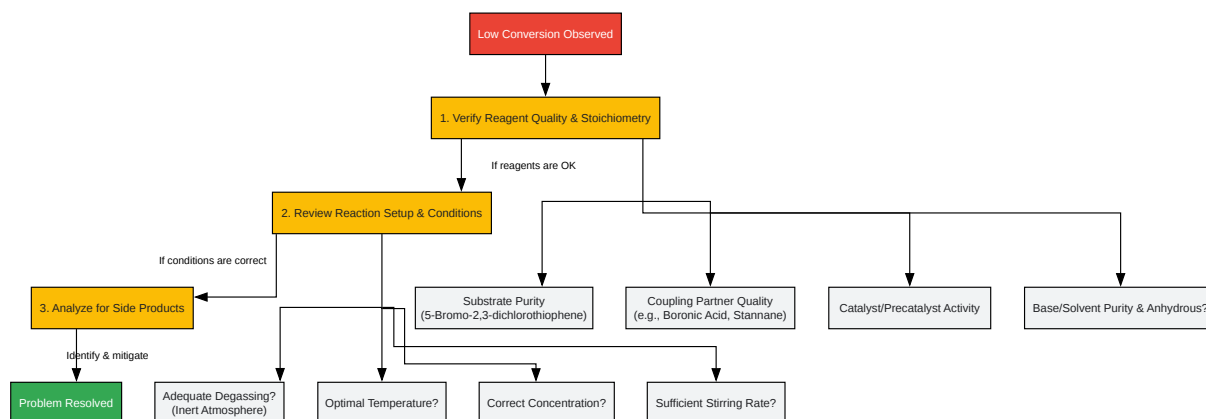 Low Conversion Observed
1. Verify Reagent Quality & Stoichiometry
If reagents are OK
2. Review Reaction Setup & Conditions
If conditions are correct
3. Analyze for Side Products
Substrate Purity
(5-Bromo-2,3-dichlorothiophene)
Coupling Partner Quality
(e.g., Boronic Acid, Stannane)
Catalyst/Precatalyst Activity
Base/Solvent Purity & Anhydrous?
Identify & mitigate
Problem Resolved
Adequate Degassing?
(Inert Atmosphere)
Optimal Temperature?
Correct Concentration?
Sufficient Stirring Rate?